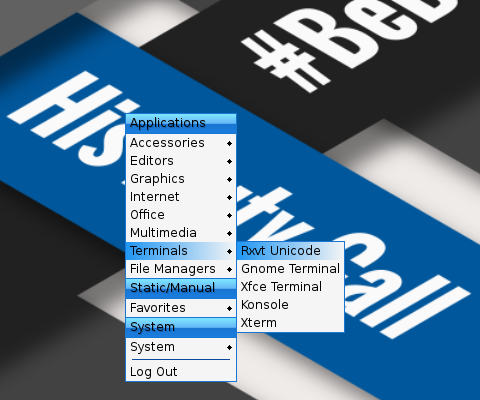 #BeB
His
ty Call
Applications
Accessories
Editors
Graphics
Internet
Office
Multimedia
Terminals
File Managers
Static/Manual
Favorites
System
System
Log Out
Rxvt Unicode
Gnome Terminal
Xfce Terminal
Konsole
Xterm